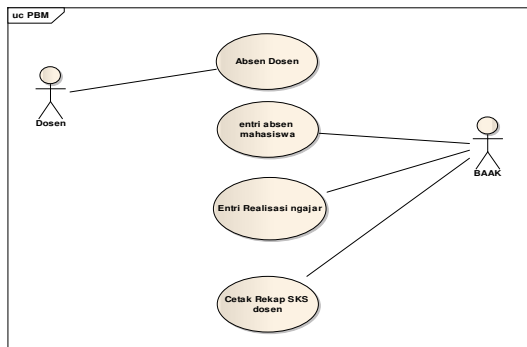 uc PBM
Absen Dosen
Dosen
entri absen
mahasiswa
BAAK
Entri Realisasi ngajar
Cetak Rekap SKS
dosen